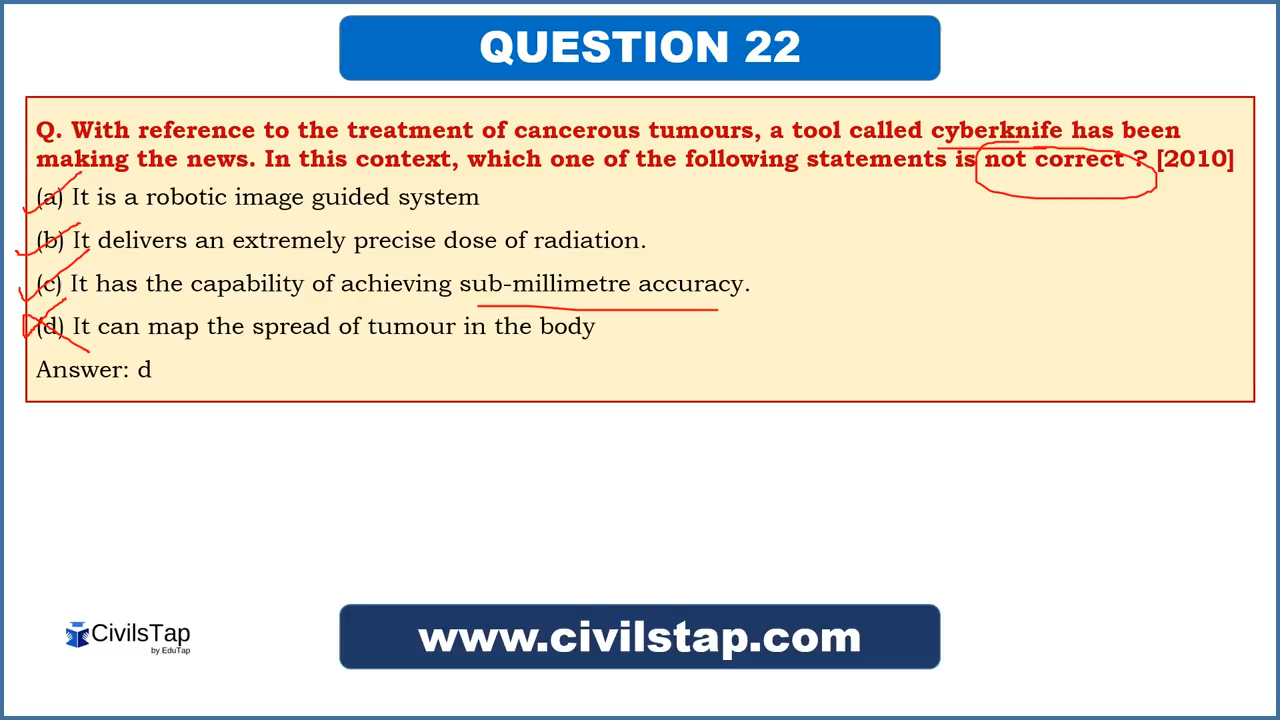 QUESTION 22
Q. With reference to the treatment of cancerous tumours, a tool called cyberknife has been
making the news. In this context, which one of the following statements is not correct ? [2010]
(a) It is a robotic image guided system
(b) It delivers an extremely precise dose of radiation.
(c) It has the capability of achieving sub-millimetre accuracy.
(d) It can map the spread of tumour in the body
Answer: d
CivilsTap
by EduTap
www.civilstap.com